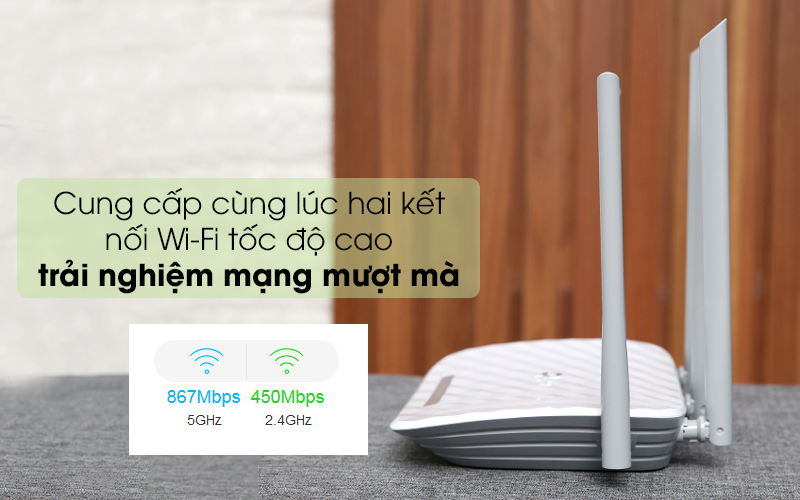 Cung cấp cùng lúc hai kết
nối Wi-Fi tốc độ cao
trải nghiệm mạng mượt mà
867Mbps 450Mbps
5GHz 2.4GHz